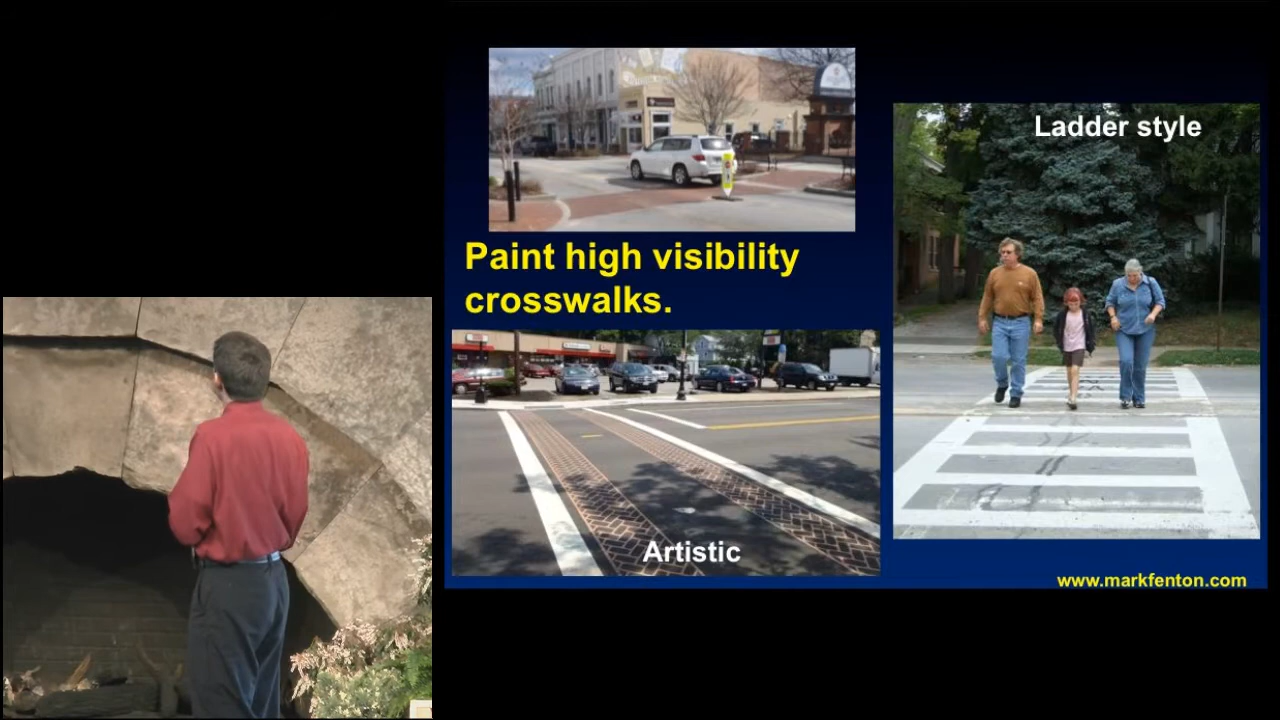 Paint high visibility
crosswalks.
Artistic
Ladder style
www.markfenton.com